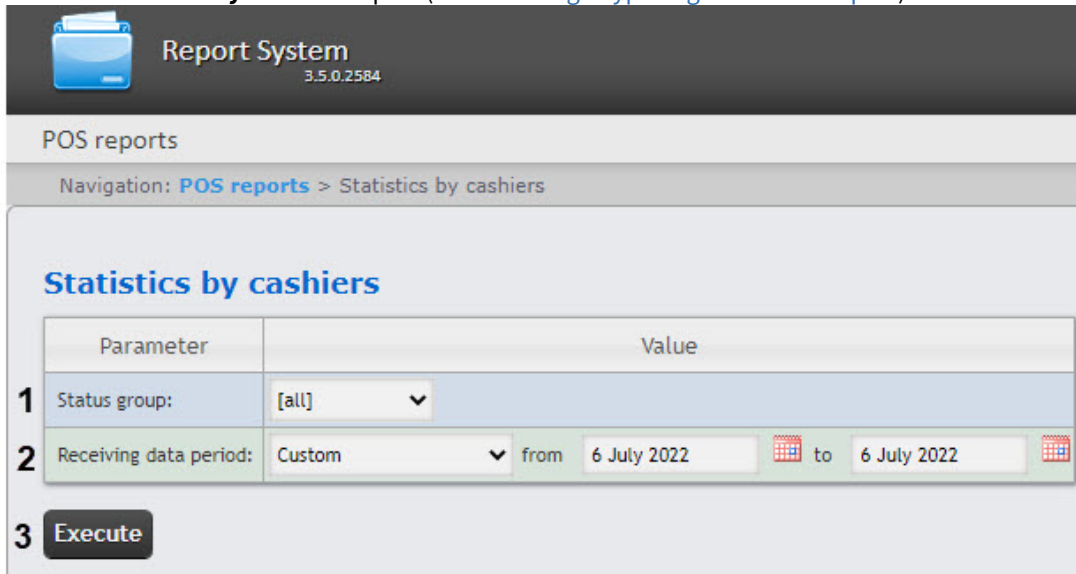 Report System
3.5.0.2584
POS reports
Navigation: POS reports > Statistics by cashiers
Statistics by cashiers
Parameter Value
1 Status group: [all]
2 Receiving data period: Custom from 6 July 2022 to 6 July 2022
3 Execute